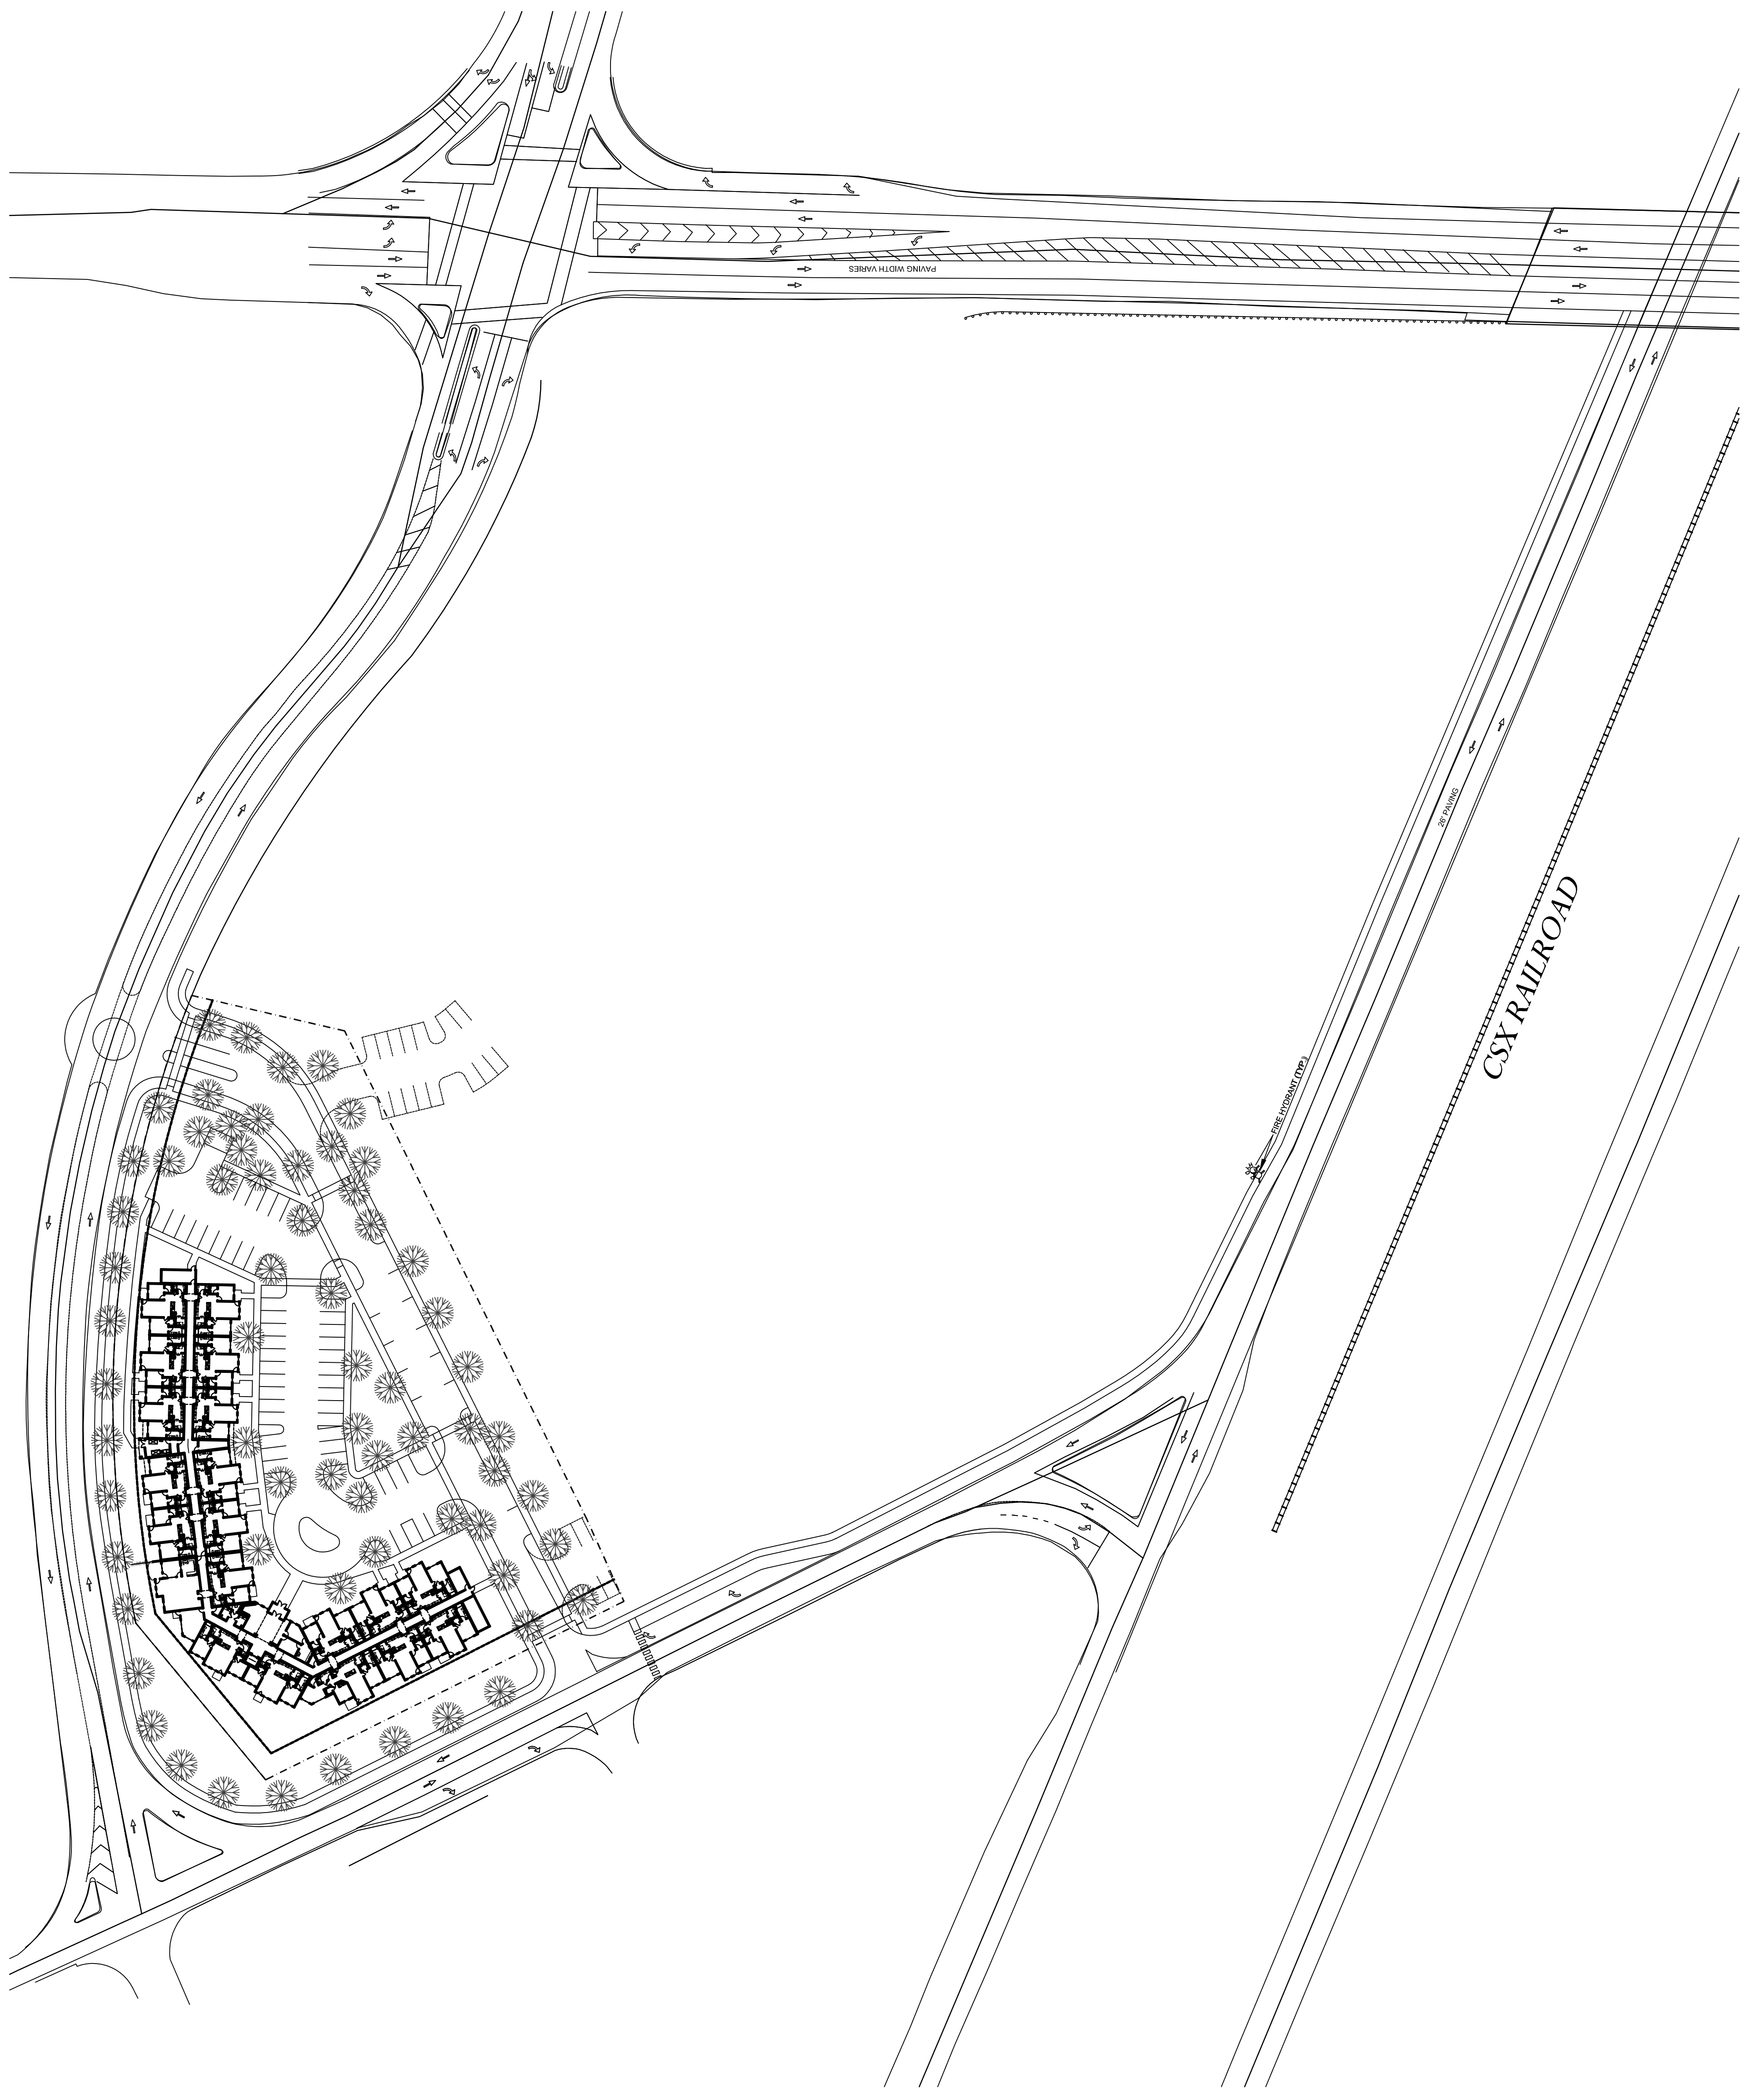 PAVING WIDTH VARIES
26' PAVING
CSX RAILROAD
FIRE HYDRANT (TYP.)